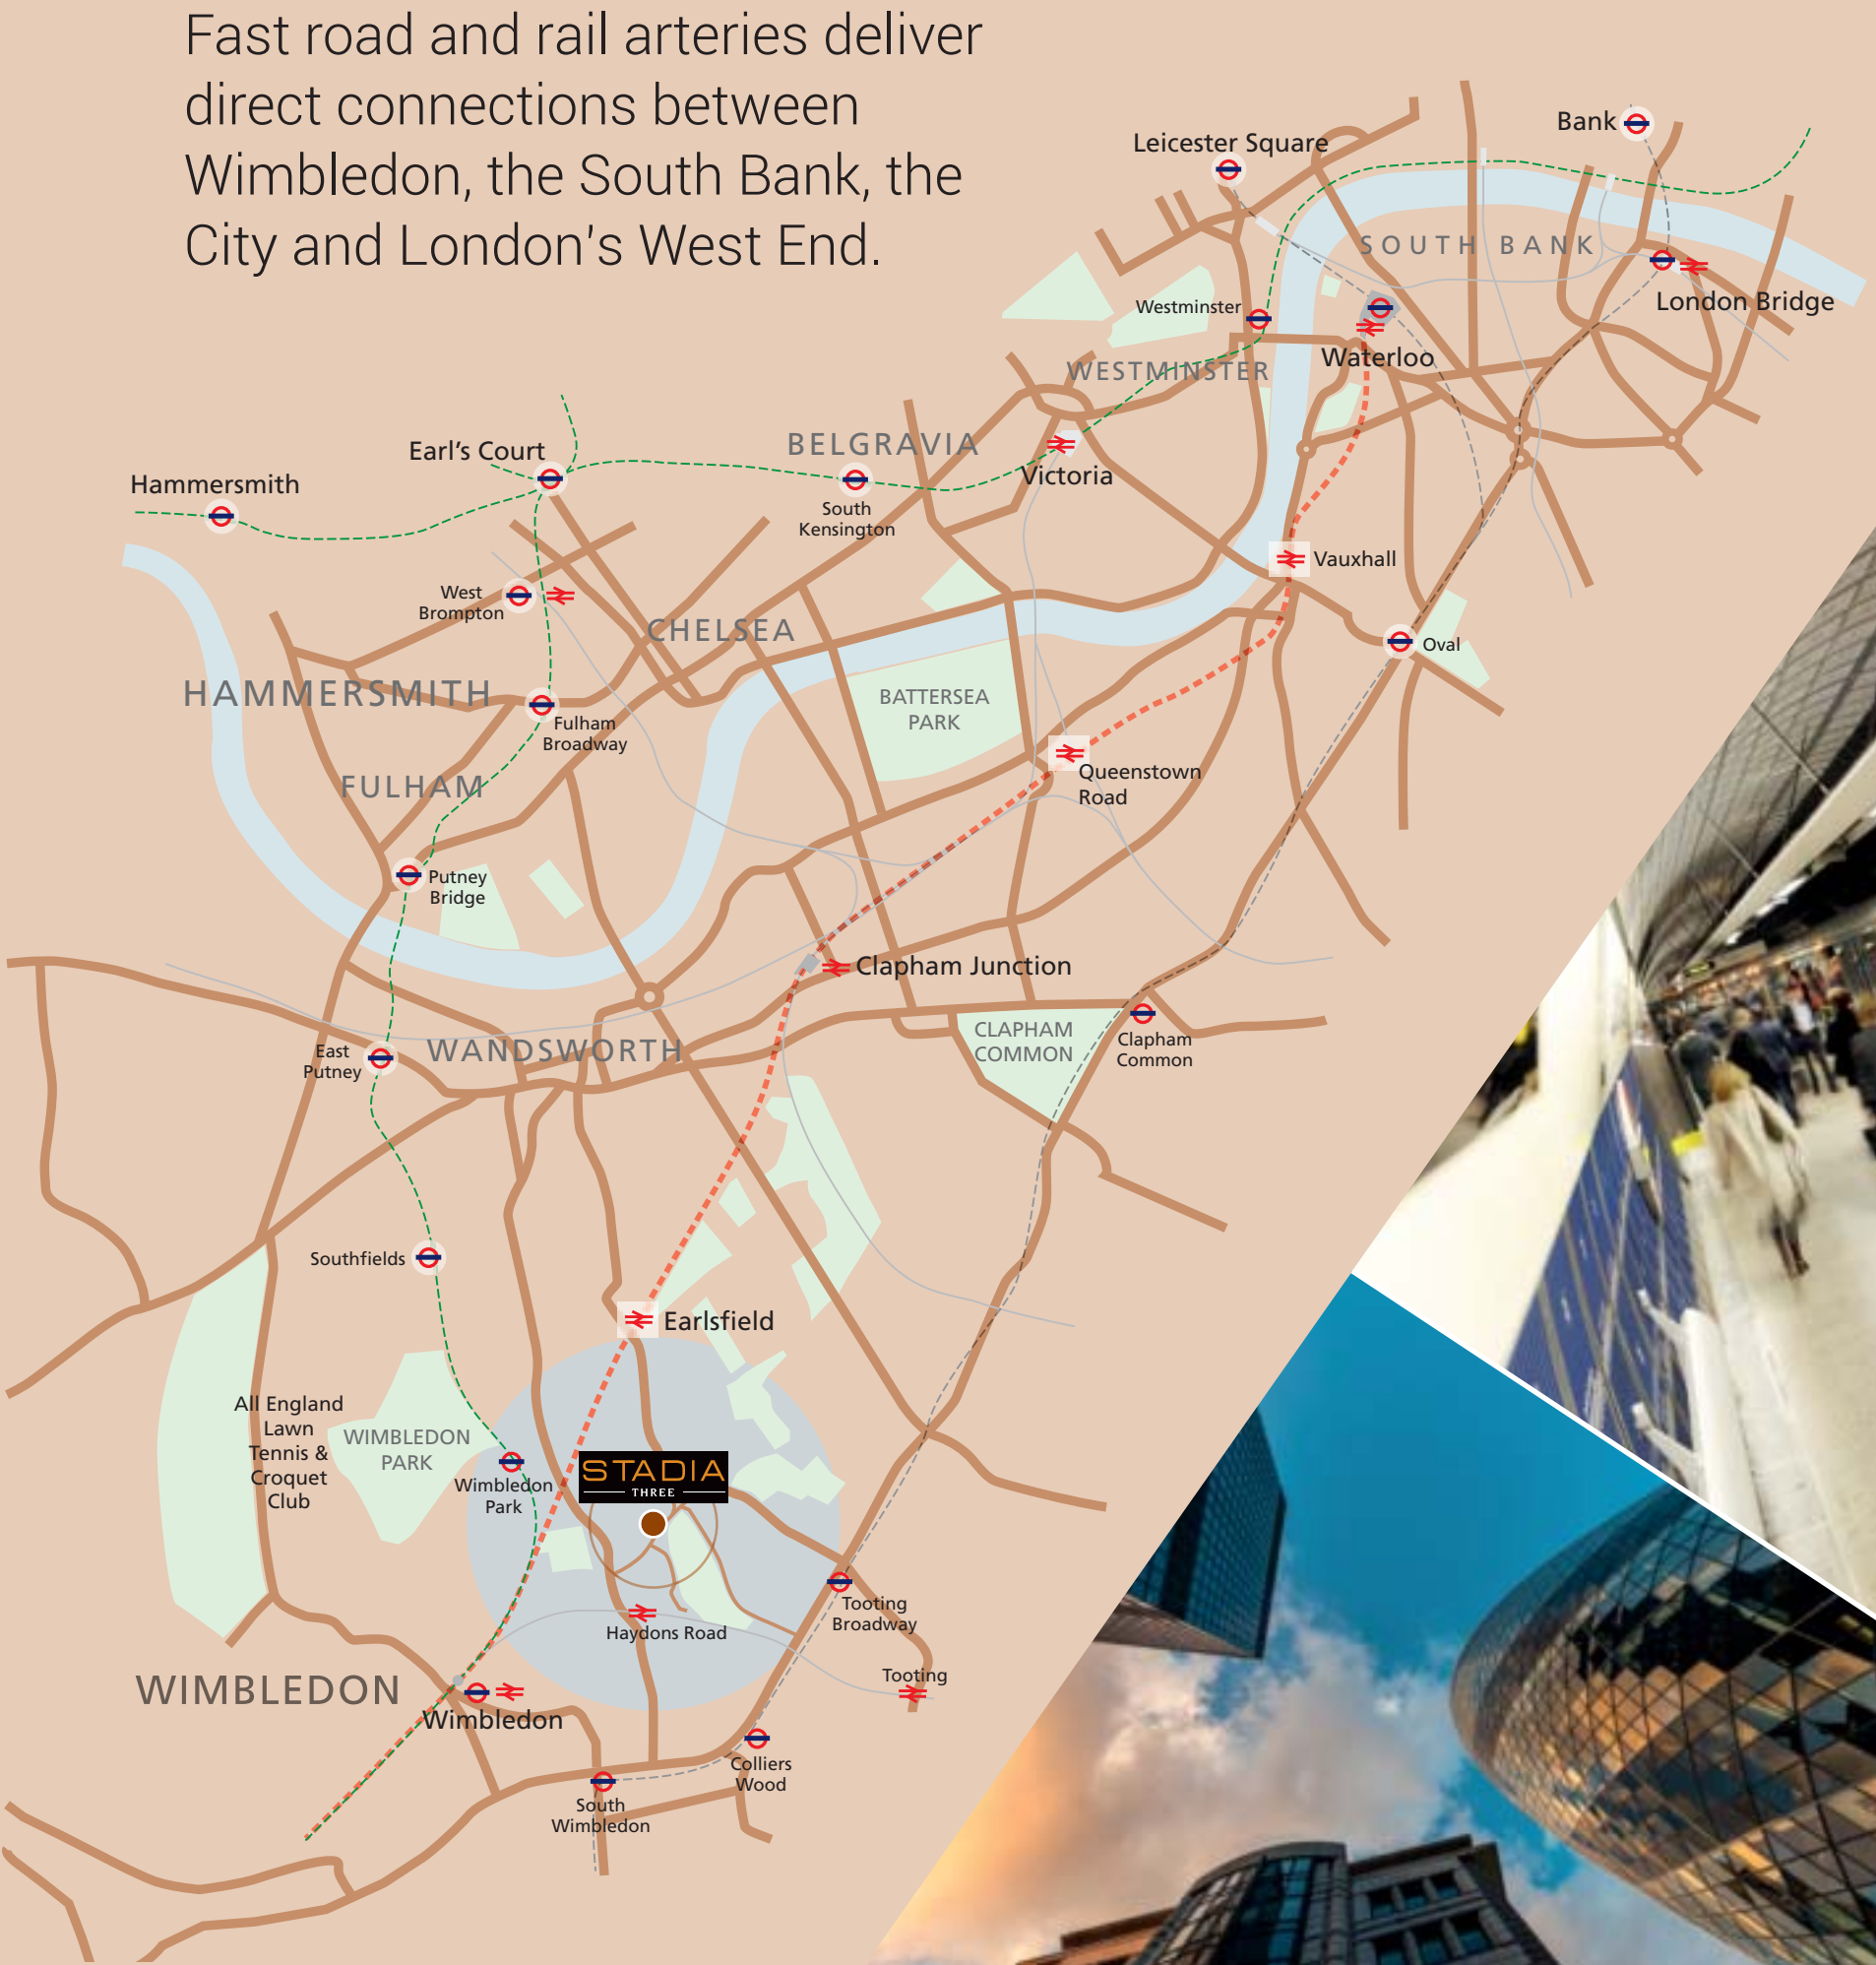 Fast road and rail arteries deliver
direct connections between
Wimbledon, the South Bank, the
City and London's West End.
Bank
Leicester Square
SOUTH BANK
London Bridge
Westminster
Waterloo
WESTMINSTER
BELGRAVIA
Earl's Court
Victoria
Hammersmith
South
Kensington
Vauxhall
West
Brompton
CHELSEA
Oval
HAMMERSMITH
BATTERSEA
PARK
Fulham
Broadway
FULHAM
Queenstown
Road
Putney
Bridge
Clapham Junction
CLAPHAM
COMMON
Clapham
Common
East
Putney
WANDSWORTH
Southfields
Earlsfield
All England
Lawn
Tennis &
Croquet
Club
WIMBLEDON
PARK
Wimbledon
Park
STADIA
THREE
Tooting
Broadway
Haydons Road
Tooting
WIMBLEDON
Wimbledon
Colliers
Wood
South
Wimbledon